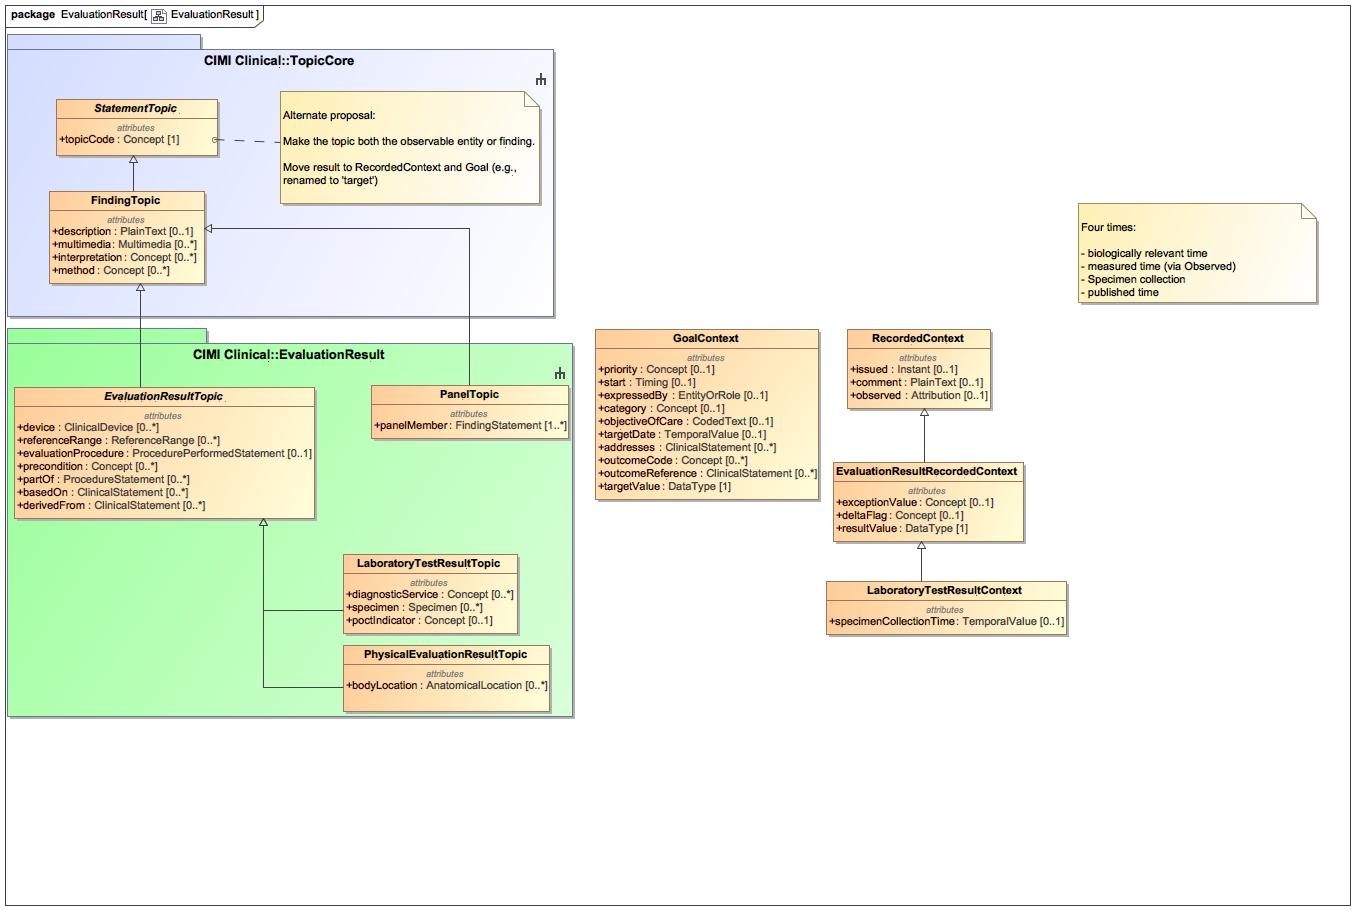 package EvaluationResult[ EvaluationResult ]
CIMI Clinical::TopicCore
StatementTopic
attributes
+topicCode : Concept [1]
Alternate proposal:
Make the topic both the observable entity or finding.
Move result to RecordedContext and Goal (e.g.,
renamed to 'target')
FindingTopic
attributes
+description : PlainText [0..1]
+multimedia : Multimedia [0..*]
+interpretation : Concept [0..*]
+method : Concept [0..*]
Four times:
- biologically relevant time
- measured time (via Observed)
- Specimen collection
- published time
CIMI Clinical::EvaluationResult
EvaluationResultTopic
attributes
+device : ClinicalDevice [0..*]
+referenceRange : ReferenceRange [0..*]
+evaluationProcedure : ProcedurePerformedStatement [0..1]
+precondition : Concept [0..*]
+partOf : ProcedureStatement [0..*]
+basedOn : ClinicalStatement [0..*]
+derivedFrom : ClinicalStatement [0..*]
PanelTopic
attributes
+panelMember : FindingStatement [1..*]
LaboratoryTestResultTopic
attributes
+diagnosticService : Concept [0..*]
+specimen : Specimen [0..*]
+poctIndicator : Concept [0..1]
PhysicalEvaluationResultTopic
attributes
+bodyLocation : AnatomicalLocation [0..*]
GoalContext
attributes
+priority : Concept [0..1]
+start : Timing [0..1]
+expressedBy : EntityOrRole [0..1]
+category : Concept [0..1]
+objectiveOfCare : CodedText [0..1]
+targetDate : TemporalValue [0..1]
+addresses : ClinicalStatement [0..*]
+outcomeCode : Concept [0..*]
+outcomeReference : ClinicalStatement [0..*]
+targetValue : DataType [1]
RecordedContext
attributes
+issued : Instant [0..1]
+comment : PlainText [0..1]
+observed : Attribution [0..1]
EvaluationResultRecordedContext
attributes
+exceptionValue : Concept [0..1]
+deltaFlag : Concept [0..1]
+resultValue : DataType [1]
LaboratoryTestResultContext
attributes
+specimenCollectionTime : TemporalValue [0..1]